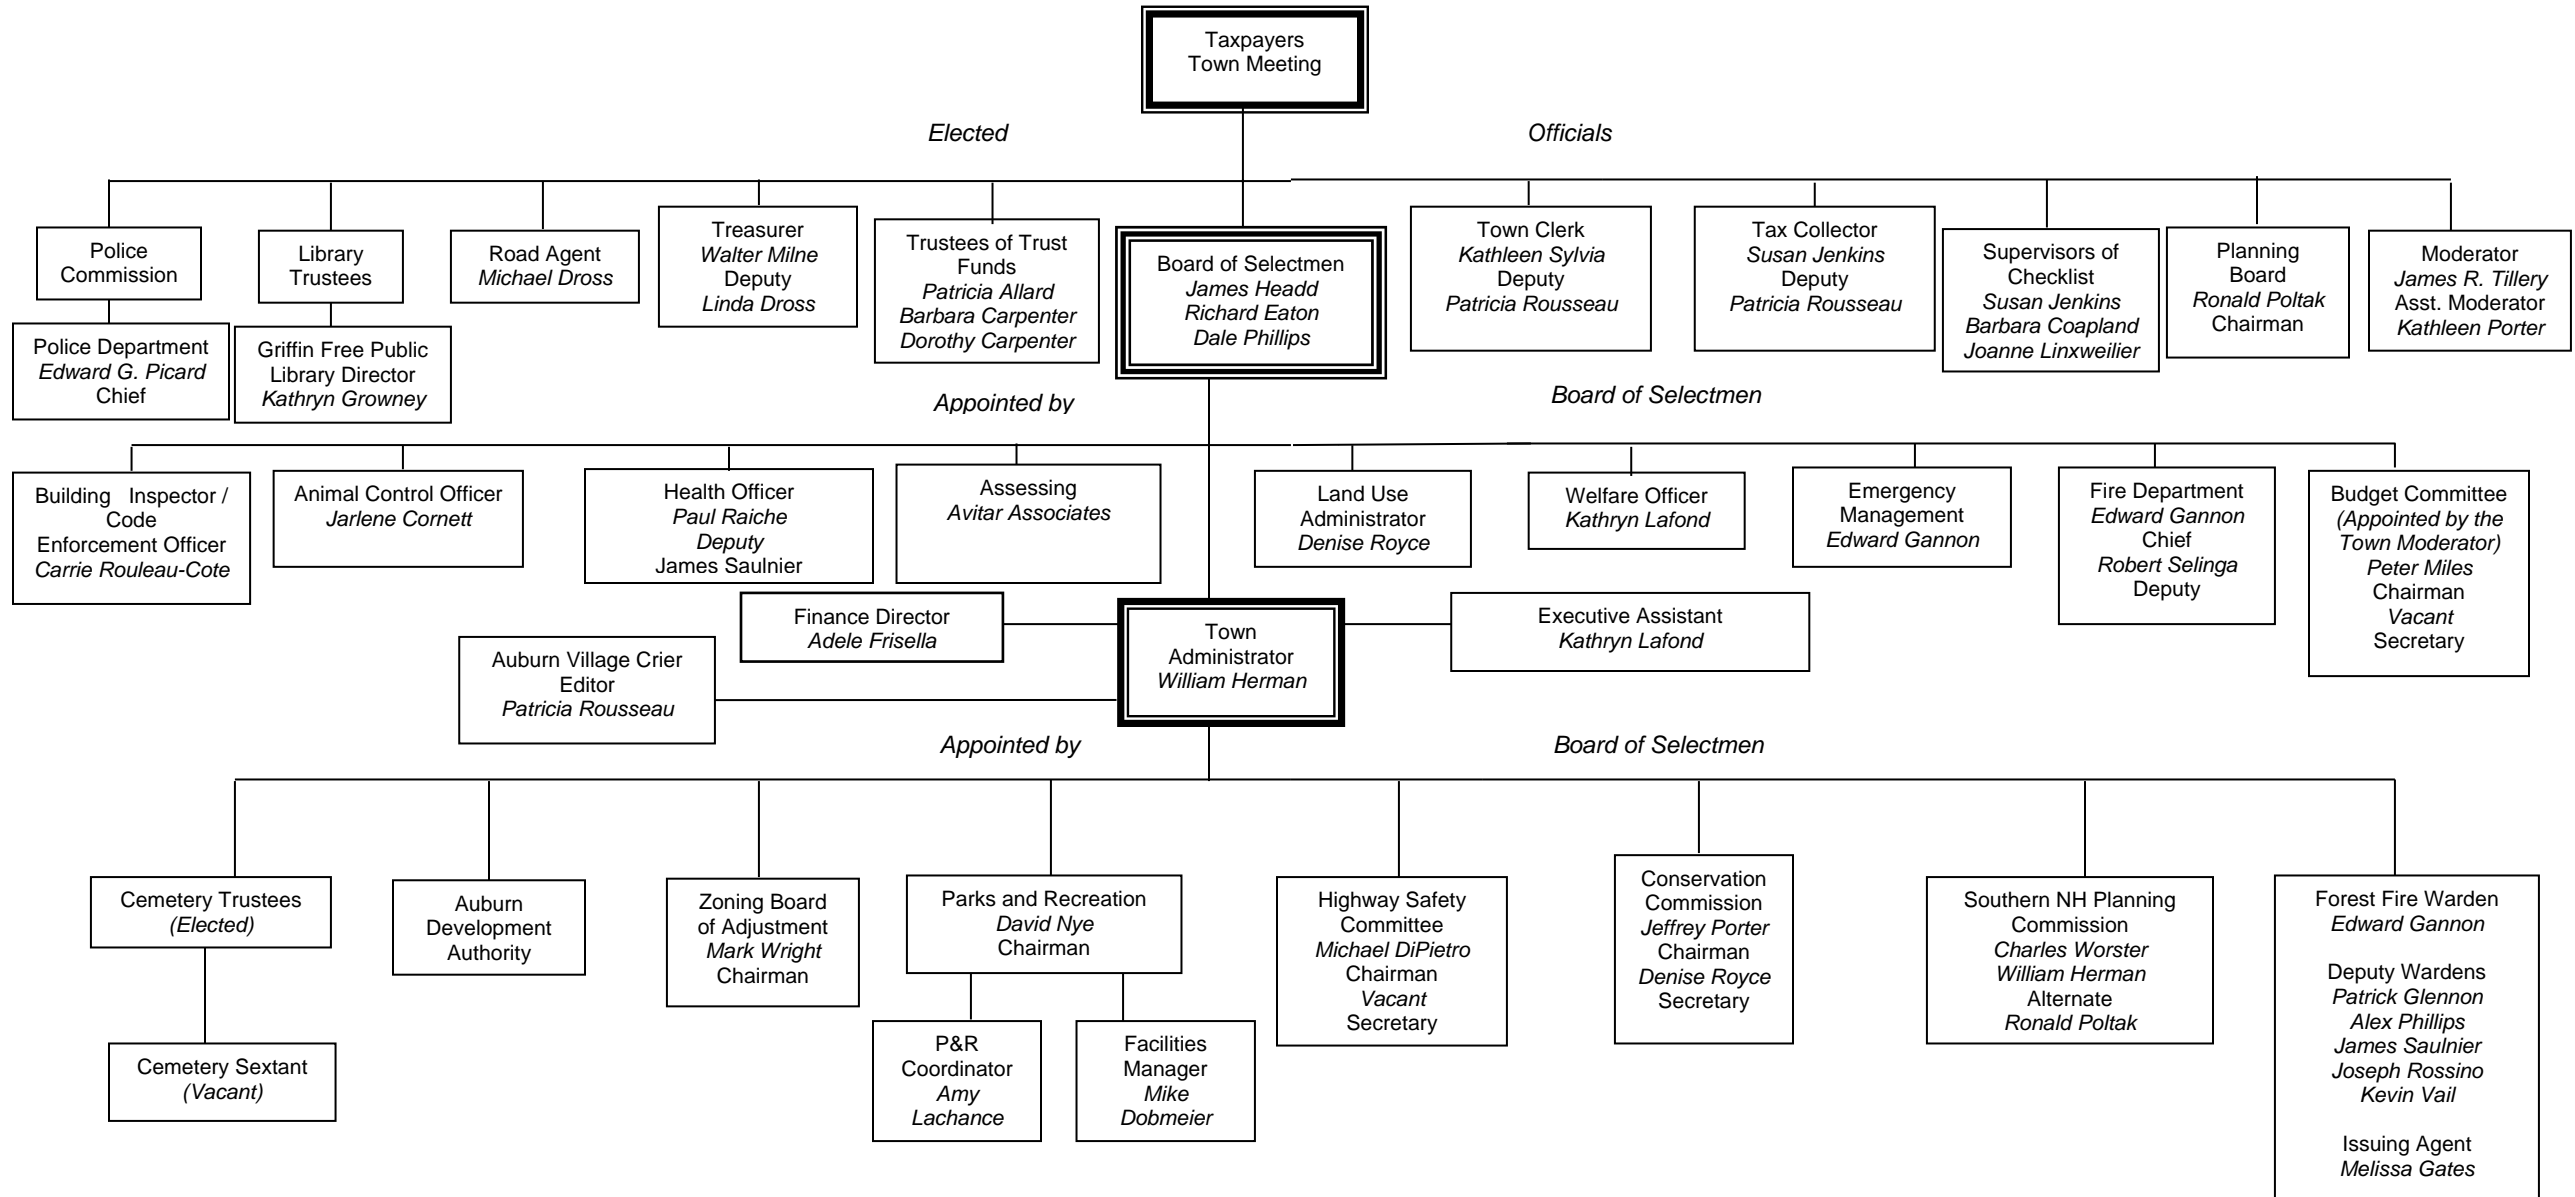 Taxpayers
Town Meeting
Elected
Officials
Police
Commission
Police Department
Edward G. Picard
Chief
Library
Trustees
Griffin Free Public
Library Director
Kathryn Growney
Road Agent
Michael Dross
Treasurer
Walter Milne
Deputy
Linda Dross
Trustees of Trust
Funds
Patricia Allard
Barbara Carpenter
Dorothy Carpenter
Board of Selectmen
James Headd
Richard Eaton
Dale Phillips
Town Clerk
Kathleen Sylvia
Deputy
Patricia Rousseau
Tax Collector
Susan Jenkins
Deputy
Patricia Rousseau
Supervisors of
Checklist
Susan Jenkins
Barbara Coapland
Joanne Linxweilier
Planning
Board
Ronald Poltak
Chairman
Moderator
James R. Tillery
Asst. Moderator
Kathleen Porter
Appointed by
Board of Selectmen
Building Inspector /
Code
Enforcement Officer
Carrie Rouleau-Cote
Animal Control Officer
Jarlene Cornett
Health Officer
Paul Raiche
Deputy
James Saulnier
Assessing
Avitar Associates
Land Use
Administrator
Denise Royce
Welfare Officer
Kathryn Lafond
Emergency
Management
Edward Gannon
Fire Department
Edward Gannon
Chief
Robert Selinga
Deputy
Budget Committee
(Appointed by the
Town Moderator)
Peter Miles
Chairman
Vacant
Secretary
Finance Director
Adele Frisella
Town
Administrator
William Herman
Executive Assistant
Kathryn Lafond
Auburn Village Crier
Editor
Patricia Rousseau
Appointed by
Board of Selectmen
Cemetery Trustees
(Elected)
Cemetery Sextant
(Vacant)
Auburn
Development
Authority
Zoning Board
of Adjustment
Mark Wright
Chairman
Parks and Recreation
David Nye
Chairman
P&R
Coordinator
Amy
Lachance
Facilities
Manager
Mike
Dobmeier
Highway Safety
Committee
Michael DiPietro
Chairman
Vacant
Secretary
Conservation
Commission
Jeffrey Porter
Chairman
Denise Royce
Secretary
Southern NH Planning
Commission
Charles Worster
William Herman
Alternate
Ronald Poltak
Forest Fire Warden
Edward Gannon
Deputy Wardens
Patrick Glennon
Alex Phillips
James Saulnier
Joseph Rossino
Kevin Vail
Issuing Agent
Melissa Gates